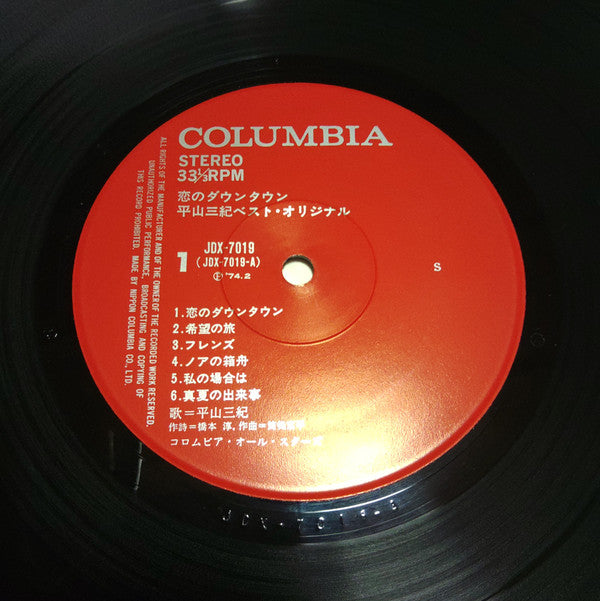 COLUMBIA
STEREO
33⅓RPM
恋のダウンタウン
平山三紀ベスト・オリジナル
1
JDX-7019
(JDX-7019-A)
Ⓟ '74.2
S
1.恋のダウンタウン
2.希望の旅
3.フレンズ
4.ノアの箱舟
5.私の場合は
6.真夏の出来事
歌=平山三紀
作詩=橋本 淳, 作曲=
コロムビア・オール・スターズ
ALL RIGHTS OF THE MANUFACTURER AND OF THE OWNER OF THE RECORDED WORK RESERVED.
UNAUTHORIZED PUBLIC PERFORMANCE, BROADCASTING AND COPYING OF
THIS RECORD PROHIBITED. MADE BY NIPPON COLUMBIA CO., LTD.
JDX-7019-